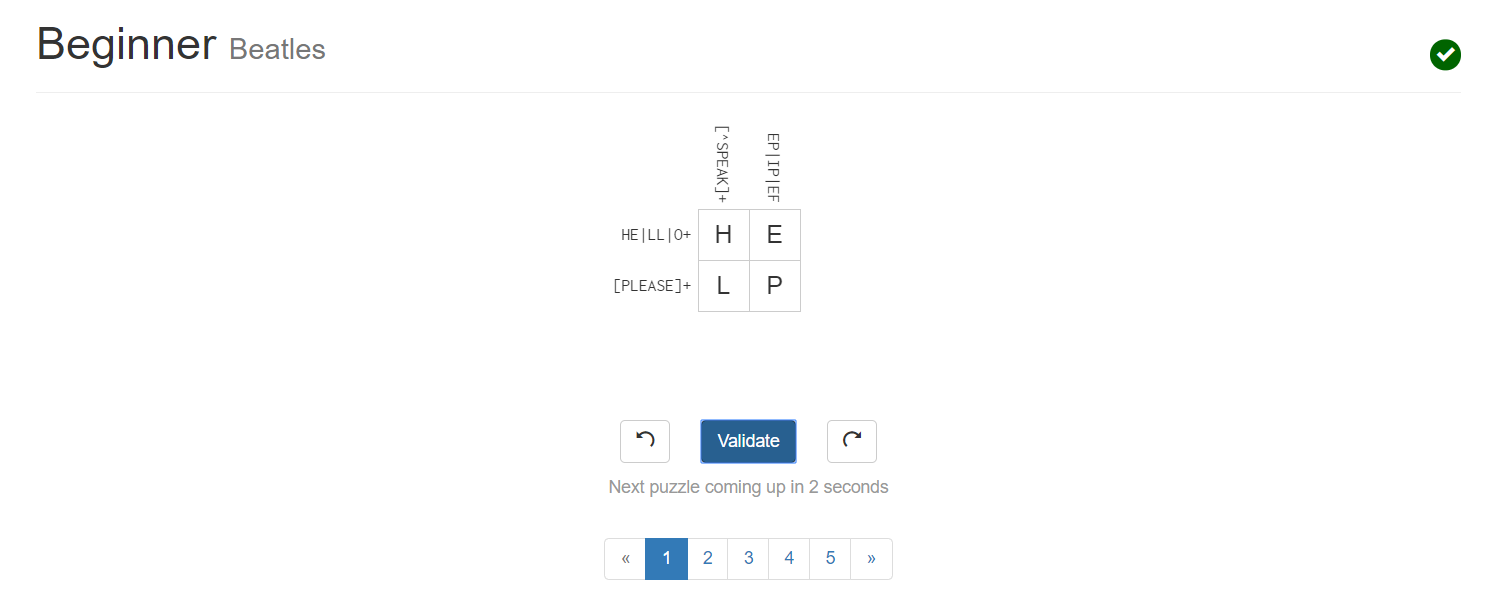 Beginner Beatles
[^SPEAK]+ EP|IP|EF
HE|LL|O+ H E
[PLEASE]+ L P
Validate
Next puzzle coming up in 2 seconds
« 1 2 3 4 5 »